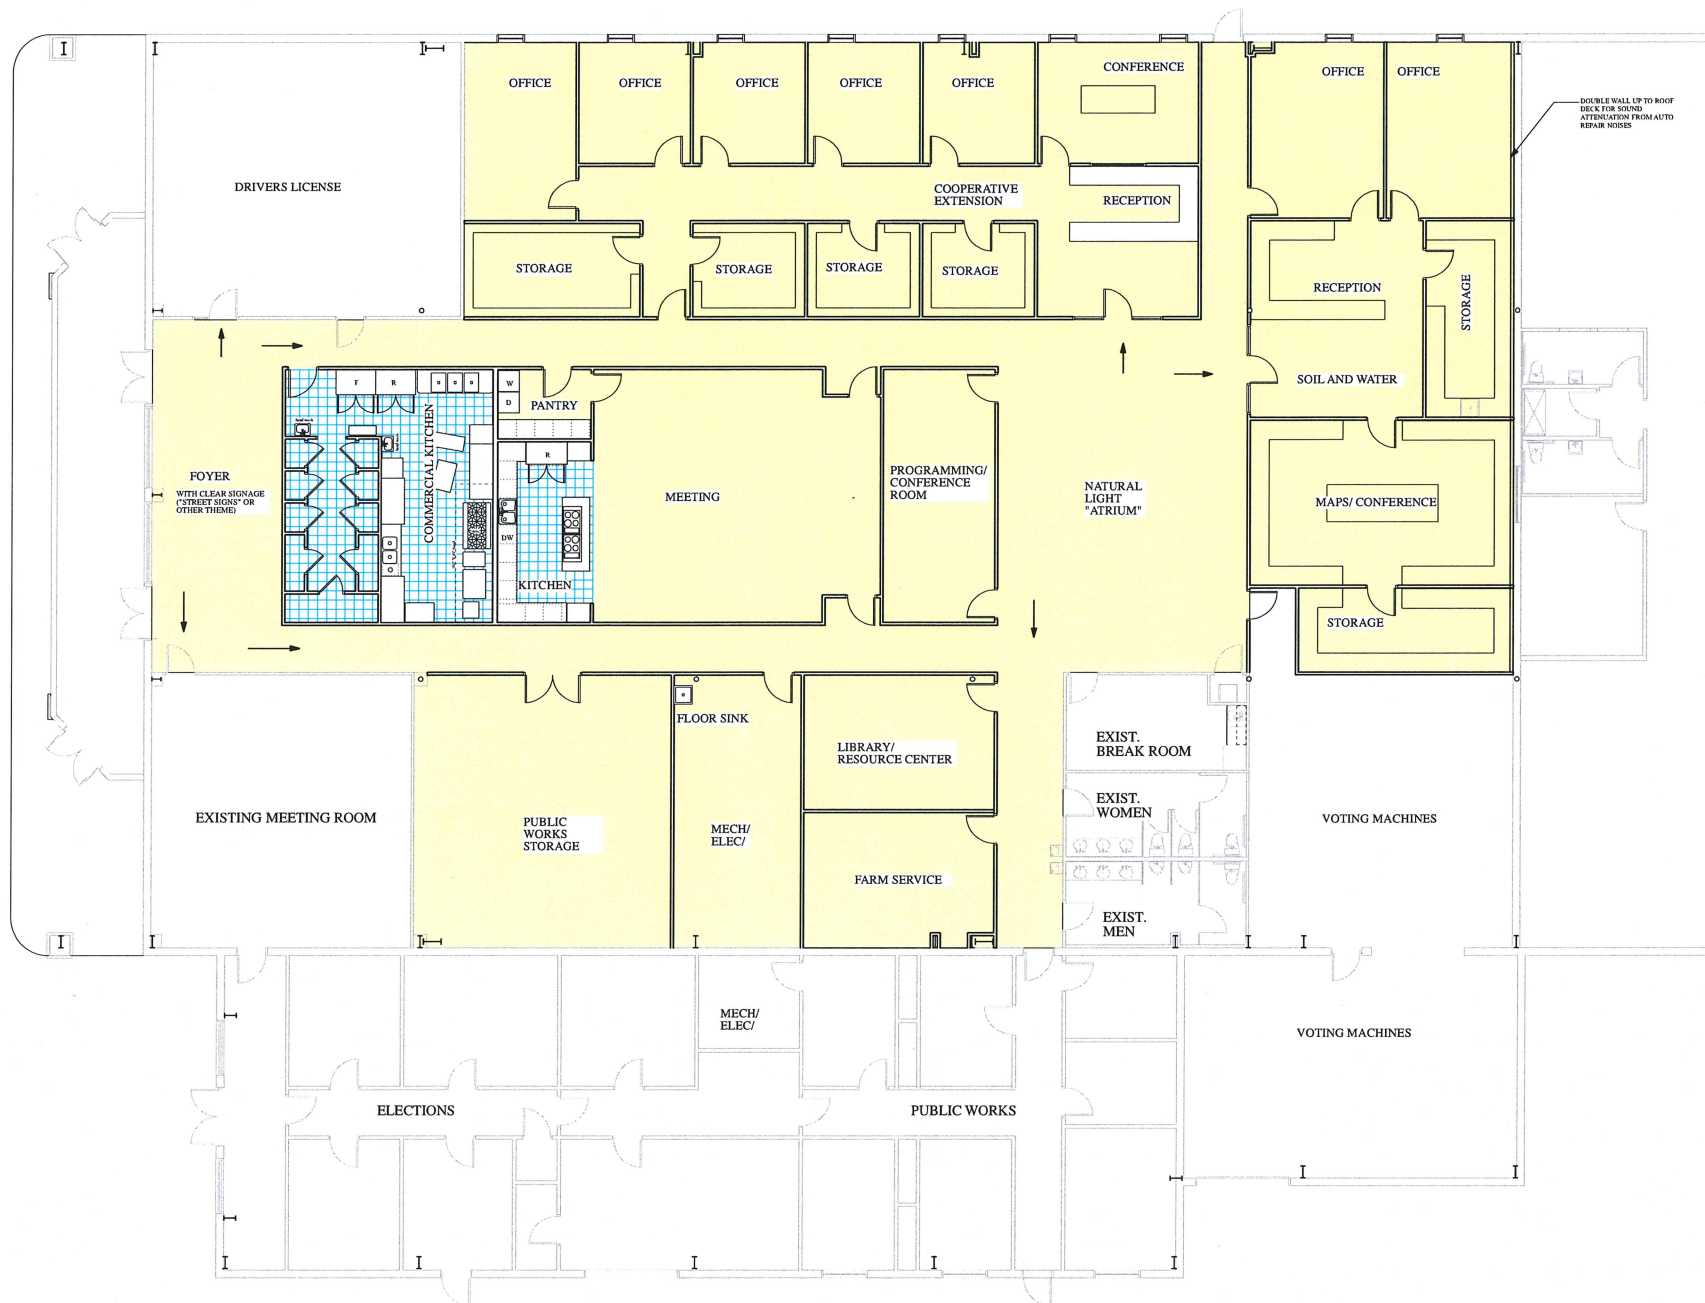 OFFICE
OFFICE
OFFICE
OFFICE
OFFICE
CONFERENCE
OFFICE
OFFICE
DOUBLE WALL UP TO ROOF
DECK FOR SOUND
ATTENUATION FROM AUTO
REPAIR NOISES
DRIVERS LICENSE
COOPERATIVE
EXTENSION
RECEPTION
STORAGE
STORAGE
STORAGE
STORAGE
RECEPTION
STORAGE
SOIL AND WATER
F
R
W
D
PANTRY
COMMERCIAL KITCHEN
R
DW
KITCHEN
FOYER
WITH CLEAR SIGNAGE
("STREET SIGNS" OR
OTHER THEME)
MEETING
PROGRAMMING/
CONFERENCE
ROOM
NATURAL
LIGHT
"ATRIUM"
MAPS/ CONFERENCE
STORAGE
FLOOR SINK
LIBRARY/
RESOURCE CENTER
EXIST.
BREAK ROOM
EXISTING MEETING ROOM
PUBLIC
WORKS
STORAGE
MECH/
ELEC/
EXIST.
WOMEN
VOTING MACHINES
FARM SERVICE
EXIST.
MEN
MECH/
ELEC/
VOTING MACHINES
ELECTIONS
PUBLIC WORKS